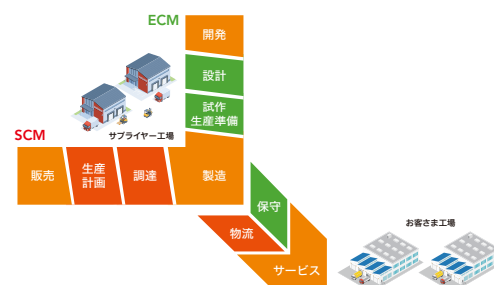 ECM
開発
設計
試作
生産準備
サプライヤー工場
SCM
販売
生産
計画
調達
製造
保守
物流
サービス
お客さま工場